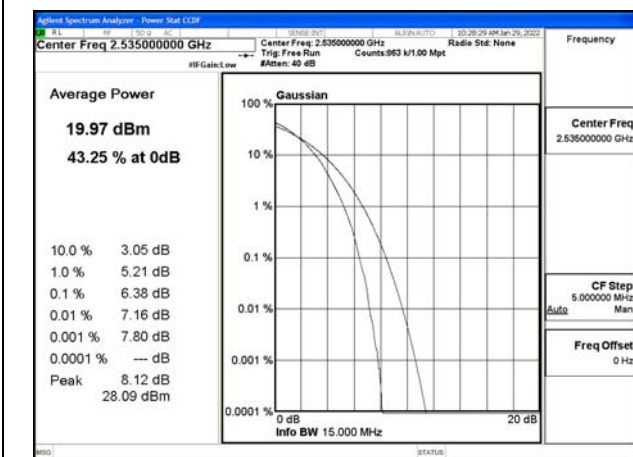 Agilent Spectrum Analyzer - Power Stat CCDF
RL RF 50 Ω AC SENSE:INT ALIGNAUTO 10:28:29 AM Jan 29, 2022
Center Freq 2.535000000 GHz
Center Freq: 2.535000000 GHz Radio Std: None
Trig: Free Run Counts:863 k/1.00 Mpt
#IFGain:Low #Atten: 40 dB
Frequency
Average Power
19.97 dBm
43.25 % at 0dB
10.0 % 3.05 dB
1.0 % 5.21 dB
0.1 % 6.38 dB
0.01 % 7.16 dB
0.001 % 7.80 dB
0.0001 % --- dB
Peak 8.12 dB
28.09 dBm
Gaussian
100 %
10 %
1 %
0.1 %
0.01 %
0.001 %
0.0001 %
0 dB 20 dB
Info BW 15.000 MHz
Center Freq
2.535000000 GHz
CF Step
5.000000 MHz
Auto Man
Freq Offset
0 Hz
MSG STATUS